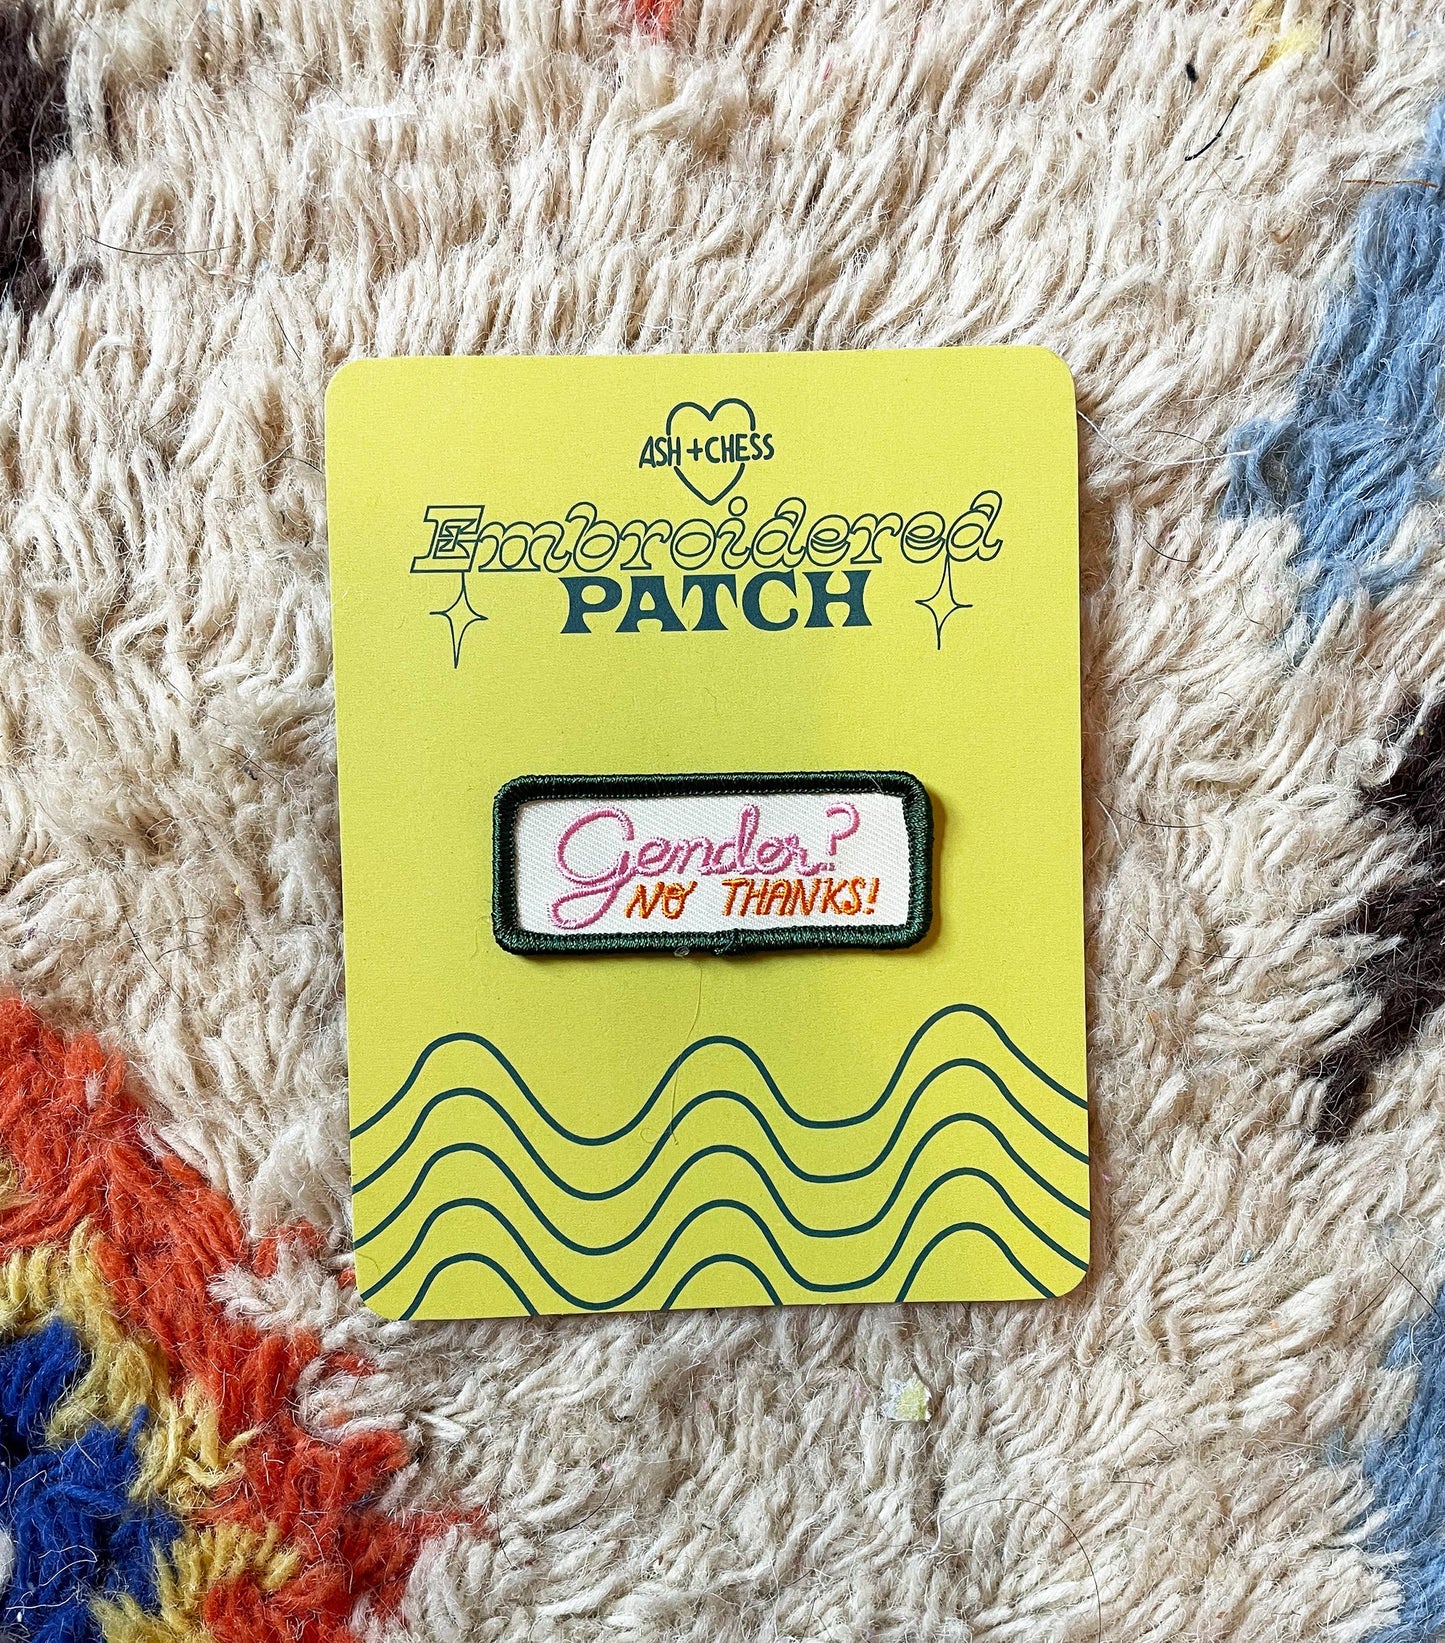 ASH + CHESS
Embroidered
PATCH
Gender?
NO THANKS!